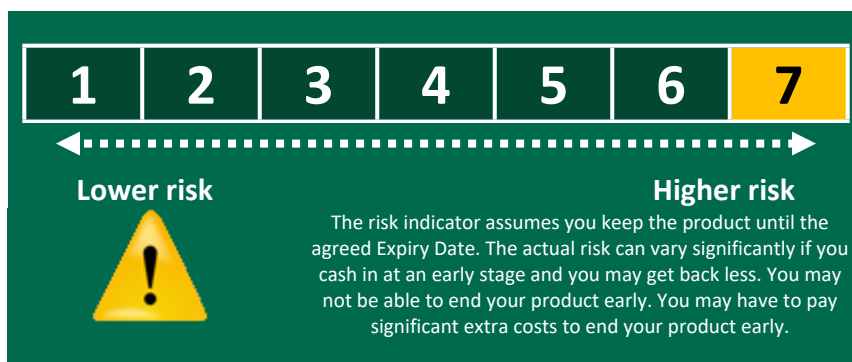 1 2 3 4 5 6 7
Lower risk Higher risk
!
The risk indicator assumes you keep the product until the
agreed Expiry Date. The actual risk can vary significantly if you
cash in at an early stage and you may get back less. You may
not be able to end your product early. You may have to pay
significant extra costs to end your product early.